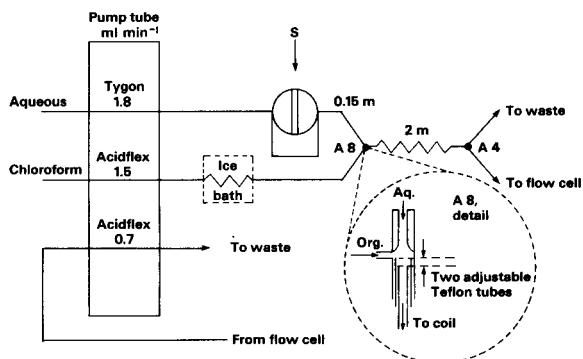 Pump tube
ml min⁻¹
S
Tygon
1.8
Aqueous
0.15 m
To waste
2 m
A 8
A 4
Chloroform
Acidflex
1.5
Ice
bath
To flow cell
Aq.
A 8,
detail
Acidflex
0.7
To waste
Org.
Two adjustable
Teflon tubes
To coil
From flow cell